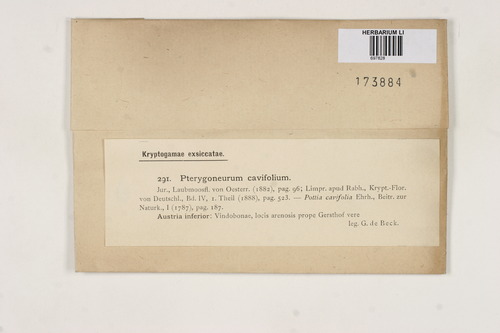 HERBARIUM LI
697828
173884
Kryptogamae exsiccatae.
291. Pterygoneurum cavifolium.
Jur., Laubmoosfl. von Oesterr. (1882), pag. 96; Limpr. apud Rabh., Krypt.-Flor.
von Deutschl., Bd. IV, 1. Theil (1888), pag. 523. — Pottia cavifolia Ehrh., Beitr. zur
Naturk., I (1787), pag. 187.
Austria inferior: Vindobonae, locis arenosis prope Gersthof vere
leg. G. de Beck.